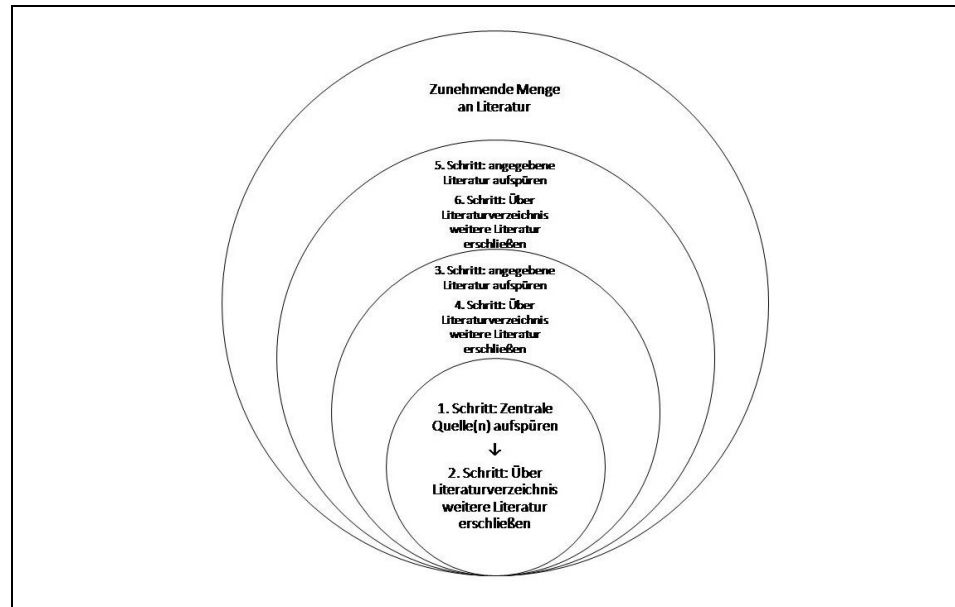 Zunehmende Menge
an Literatur
5. Schritt: angegebene
Literatur aufspüren
6. Schritt: Über
Literaturverzeichnis
weitere Literatur
erschließen
3. Schritt: angegebene
Literatur aufspüren
4. Schritt: Über
Literaturverzeichnis
weitere Literatur
erschließen
1. Schritt: Zentrale
Quelle(n) aufspüren
↓
2. Schritt: Über
Literaturverzeichnis
weitere Literatur
erschließen